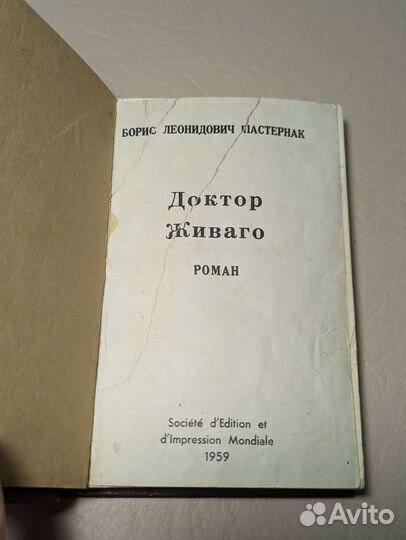 БОРИС ЛЕОНИДОВИЧ ПАСТЕРНАК
Доктор
Живаго
РОМАН
Société d'Edition et
d'Impression Mondiale
1959
Avito